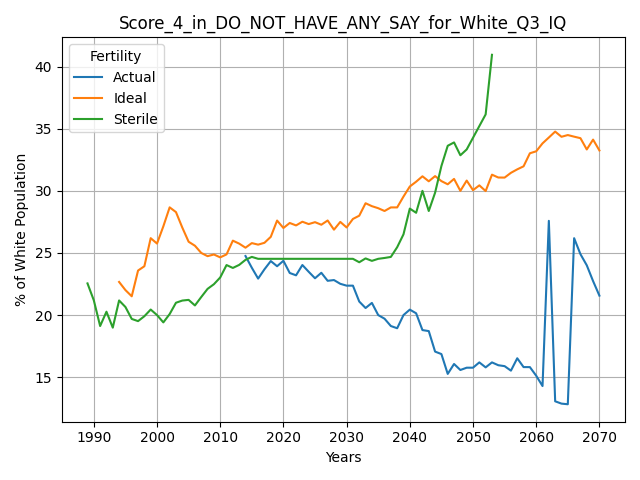 Score_4_in_DO_NOT_HAVE_ANY_SAY_for_White_Q3_IQ
Fertility
Actual
Ideal
Sterile
% of White Population
40
35
30
25
20
15
1990 2000 2010 2020 2030 2040 2050 2060 2070
Years